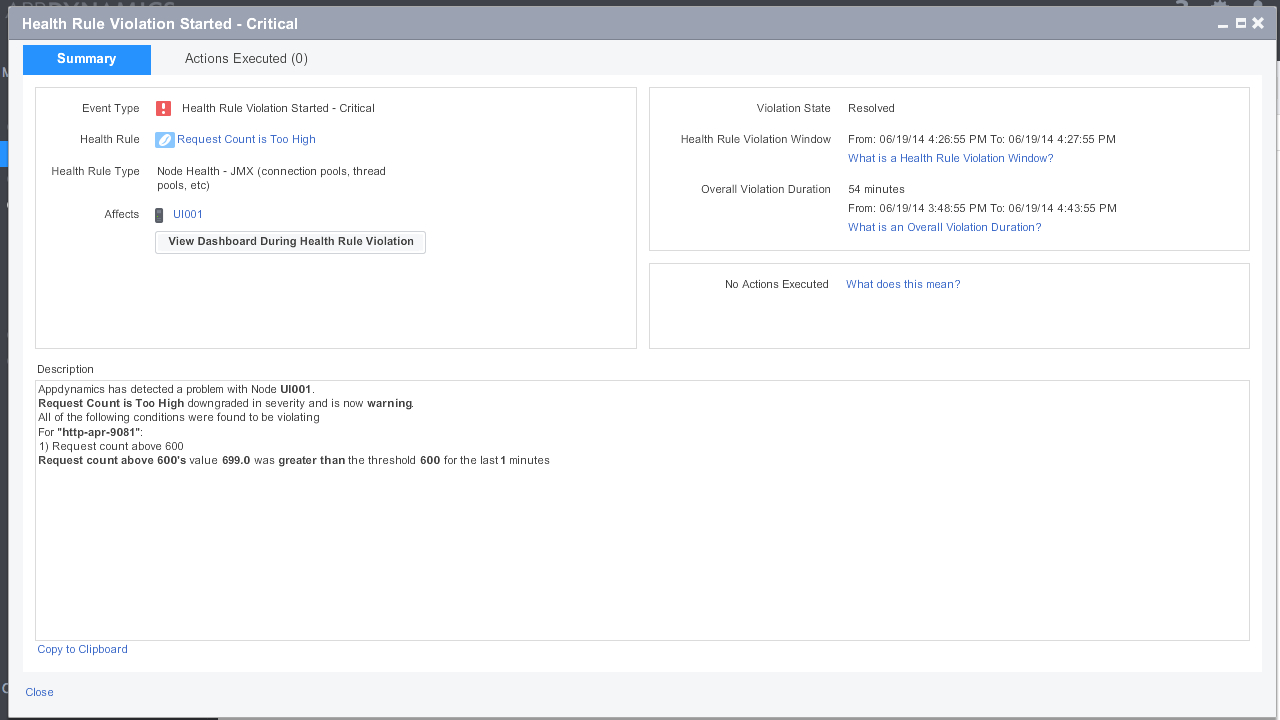 Health Rule Violation Started - Critical
Summary
Actions Executed (0)
Event Type
Health Rule Violation Started - Critical
Health Rule
Request Count is Too High
Health Rule Type
Node Health - JMX (connection pools, thread
pools, etc)
Affects
UI001
View Dashboard During Health Rule Violation
Violation State
Resolved
Health Rule Violation Window
From: 06/19/14 4:26:55 PM To: 06/19/14 4:27:55 PM
What is a Health Rule Violation Window?
Overall Violation Duration
54 minutes
From: 06/19/14 3:48:55 PM To: 06/19/14 4:43:55 PM
What is an Overall Violation Duration?
No Actions Executed
What does this mean?
Description
Appdynamics has detected a problem with Node UI001.
Request Count is Too High downgraded in severity and is now warning.
All of the following conditions were found to be violating
For "http-apr-9081":
1) Request count above 600
Request count above 600's value 699.0 was greater than the threshold 600 for the last 1 minutes
Copy to Clipboard
Close